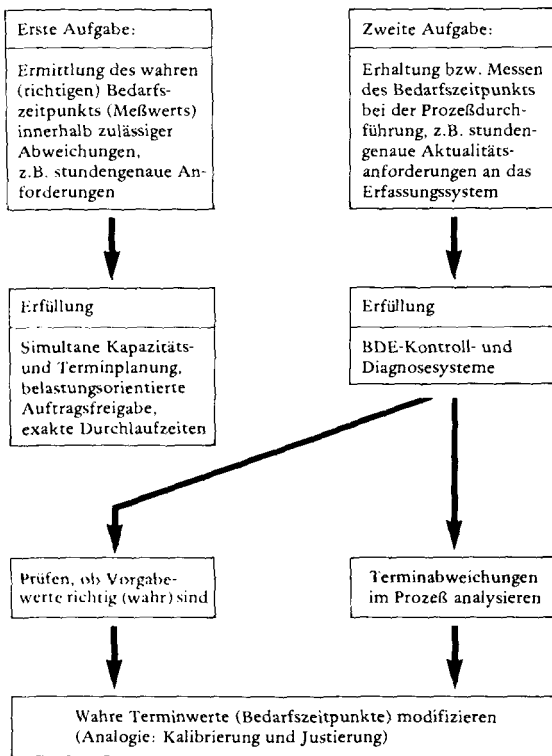 Erste Aufgabe:
Ermittlung des wahren
(richtigen) Bedarfs-
zeitpunkts (Meßwerts)
innerhalb zulässiger
Abweichungen,
z.B. stundengenaue An-
forderungen
Zweite Aufgabe:
Erhaltung bzw. Messen
des Bedarfszeitpunkts
bei der Prozeßdurch-
führung, z.B. stunden-
genaue Aktualitäts-
anforderungen an das
Erfassungssystem
Erfüllung
Simultane Kapazitäts-
und Terminplanung,
belastungsorientierte
Auftragsfreigabe,
exakte Durchlaufzeiten
Erfüllung
BDE-Kontroll- und
Diagnosesysteme
Prüfen, ob Vorgabe-
werte richtig (wahr) sind
Terminabweichungen
im Prozeß analysieren
Wahre Terminwerte (Bedarfszeitpunkte) modifizieren
(Analogie: Kalibrierung und Justierung)